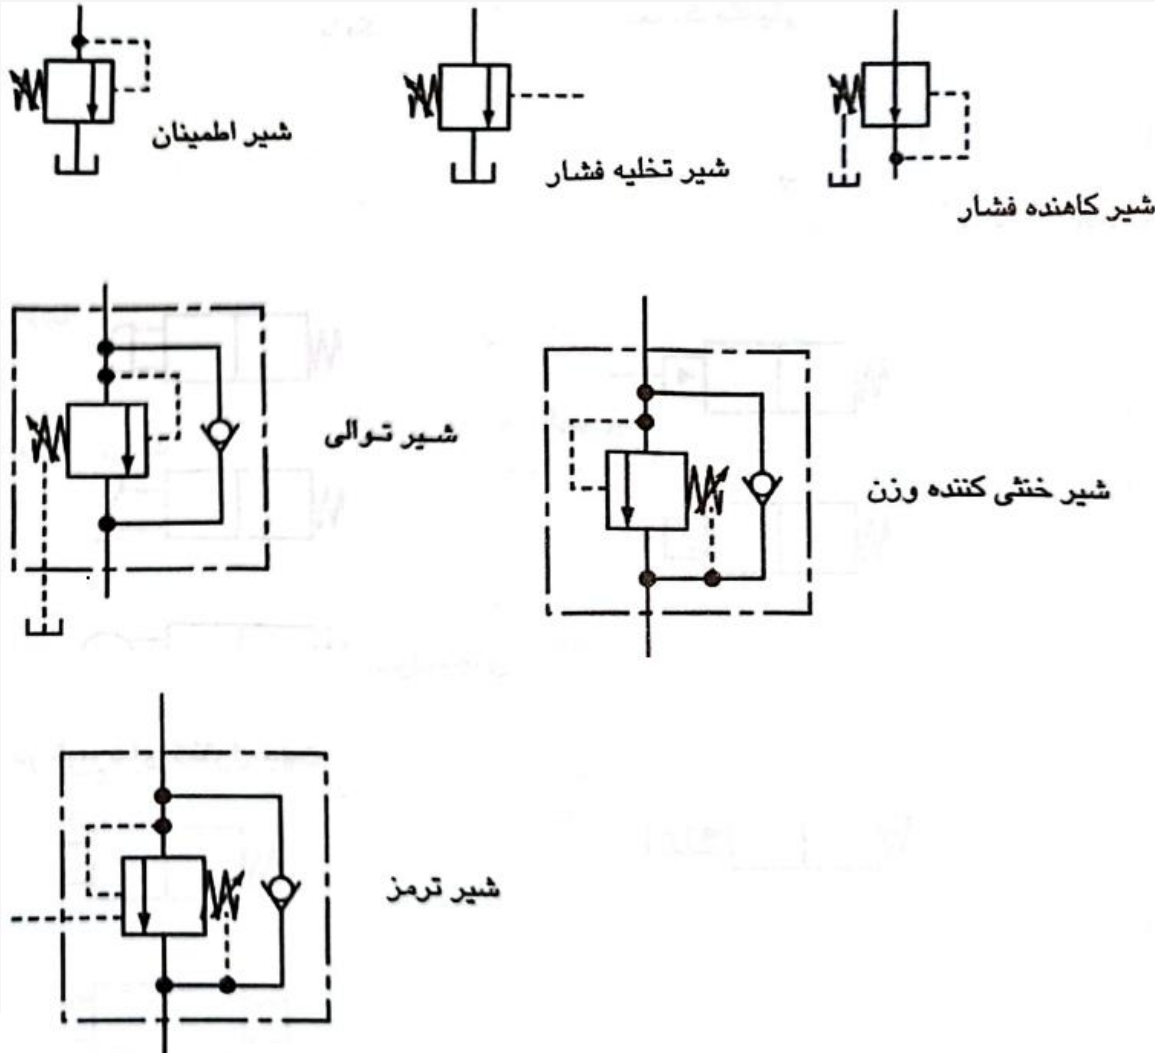 شیر اطمینان
شیر تخلیه فشار
شیر کاهنده فشار
شیر توالی
شیر خنثی کننده وزن
شیر ترمز